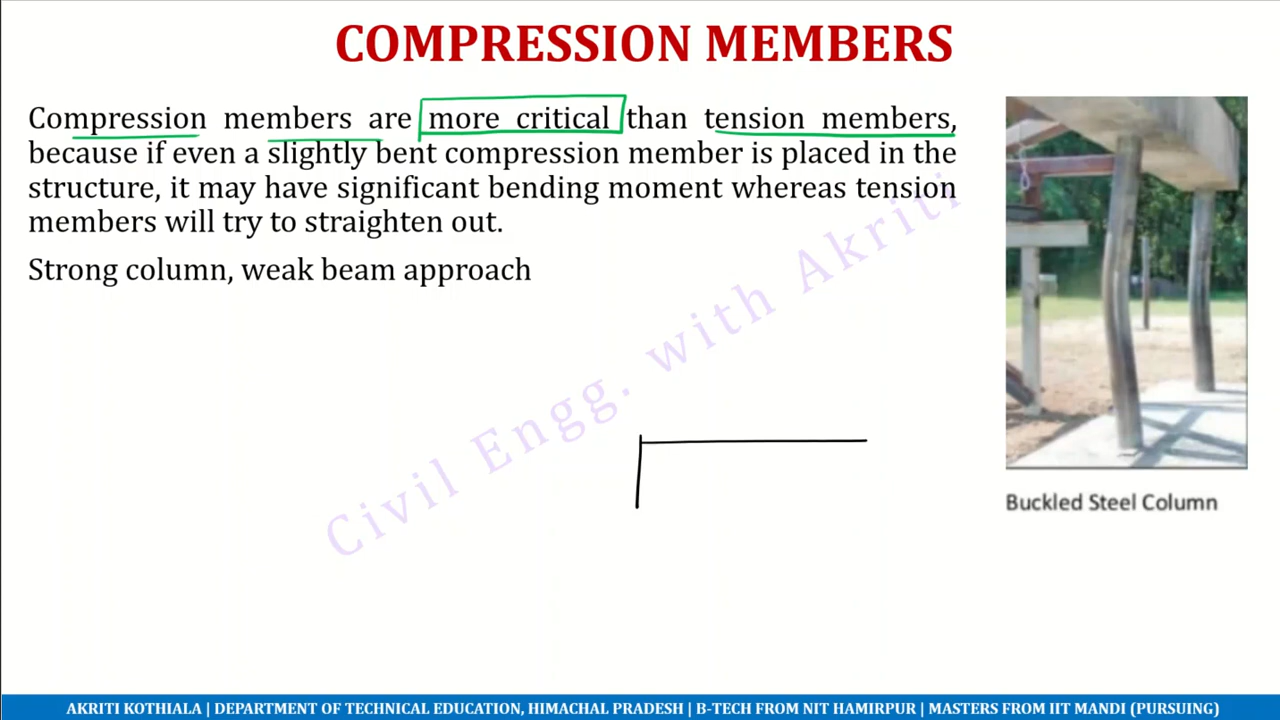 COMPRESSION MEMBERS
Compression members are more critical than tension members,
because if even a slightly bent compression member is placed in the
structure, it may have significant bending moment whereas tension
members will try to straighten out.
Strong column, weak beam approach
Civil Engg. with Akriti
Buckled Steel Column
AKRITI KOTHIALA | DEPARTMENT OF TECHNICAL EDUCATION, HIMACHAL PRADESH | B-TECH FROM NIT HAMIRPUR | MASTERS FROM IIT MANDI (PURSUING)